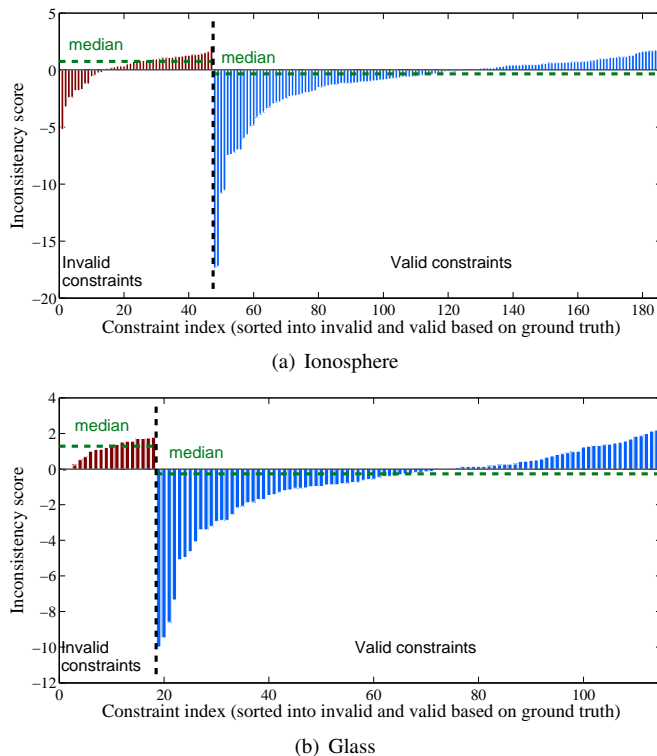 5
0
−5
−10
−15
−20
Inconsistency score
median
median
Invalid
constraints
Valid constraints
0 20 40 60 80 100 120 140 160 180
Constraint index (sorted into invalid and valid based on ground truth)
(a) Ionosphere
4
2
0
−2
−4
−6
−8
−10
−12
Inconsistency score
median
median
Invalid
constraints
Valid constraints
0 20 40 60 80 100
Constraint index (sorted into invalid and valid based on ground truth)
(b) Glass